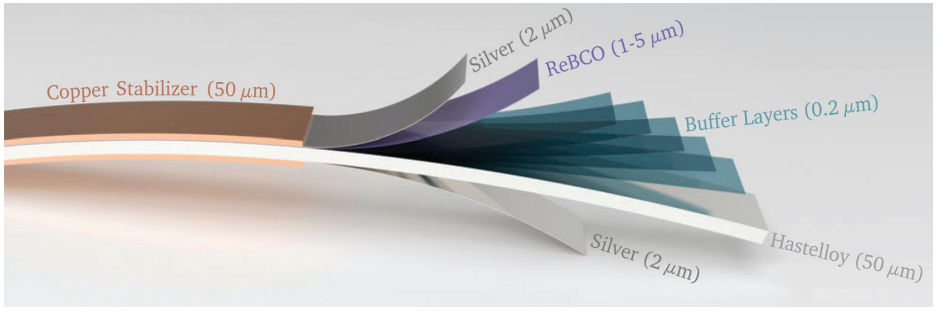 Silver (2 μm)
ReBCO (1-5 μm)
Copper Stabilizer (50 μm)
Buffer Layers (0.2 μm)
Silver (2 μm)
Hastelloy (50 μm)